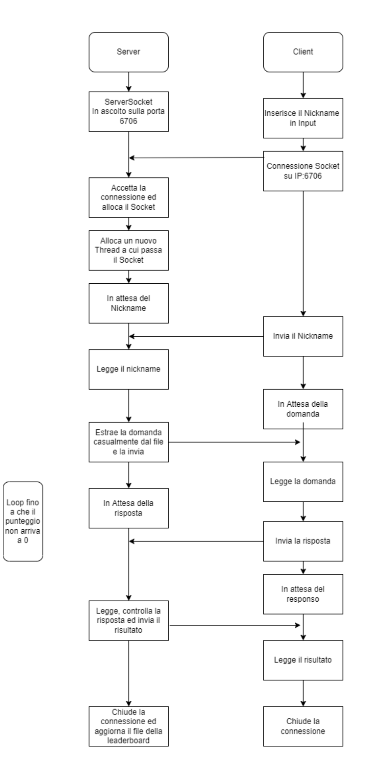 Server
Client
ServerSocket
in ascolto sulla porta
6706
Inserisce il Nickname
in Input
Connessione Socket
su IP:6706
Accetta la
connessione ed
alloca il Socket
Alloca un nuovo
Thread a cui passa
il Socket
In attesa del
Nickname
Invia il Nickname
Legge il nickname
In Attesa della
domanda
Estrae la domanda
casualmente dal file
e la invia
Legge la domanda
Loop fino
a che il
punteggio
non arriva
a 0
In Attesa della
risposta
Invia la risposta
In attesa del
responso
Legge, controlla la
risposta ed invia il
risultato
Legge il risultato
Chiude la
connessione ed
aggiorna il file della
leaderboard
Chiude la
connessione